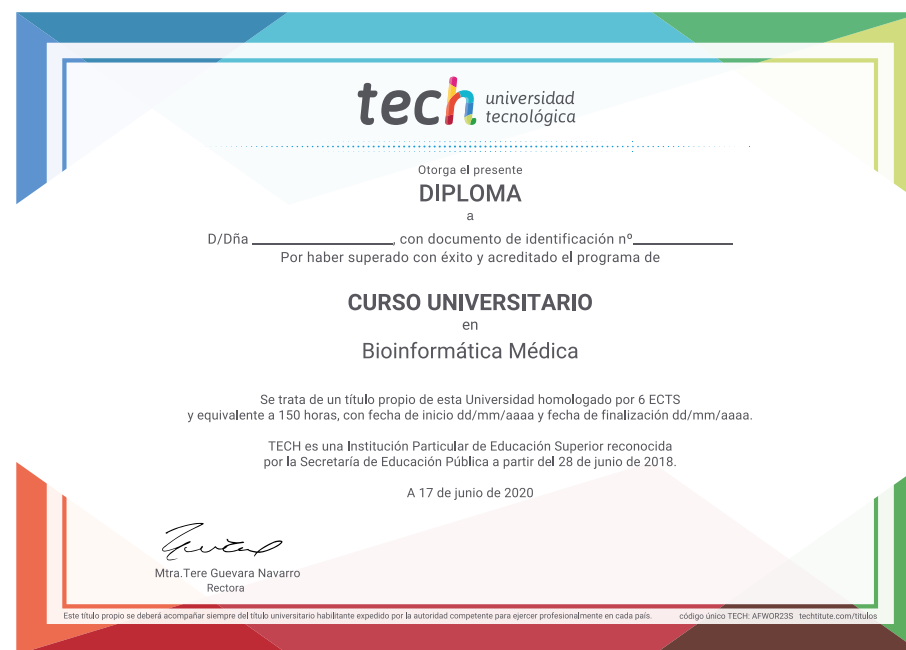 tech universidad
tecnológica
Otorga el presente
DIPLOMA
a
D/Dña ____________________, con documento de identificación nº______________
Por haber superado con éxito y acreditado el programa de
CURSO UNIVERSITARIO
en
Bioinformática Médica
Se trata de un título propio de esta Universidad homologado por 6 ECTS
y equivalente a 150 horas, con fecha de inicio dd/mm/aaaa y fecha de finalización dd/mm/aaaa.
TECH es una Institución Particular de Educación Superior reconocida
por la Secretaría de Educación Pública a partir del 28 de junio de 2018.
A 17 de junio de 2020
Mtra.Tere Guevara Navarro
Rectora
Este título propio se deberá acompañar siempre del título universitario habilitante expedido por la autoridad competente para ejercer profesionalmente en cada país. código único TECH: AFWOR23S techtitute.com/titulos